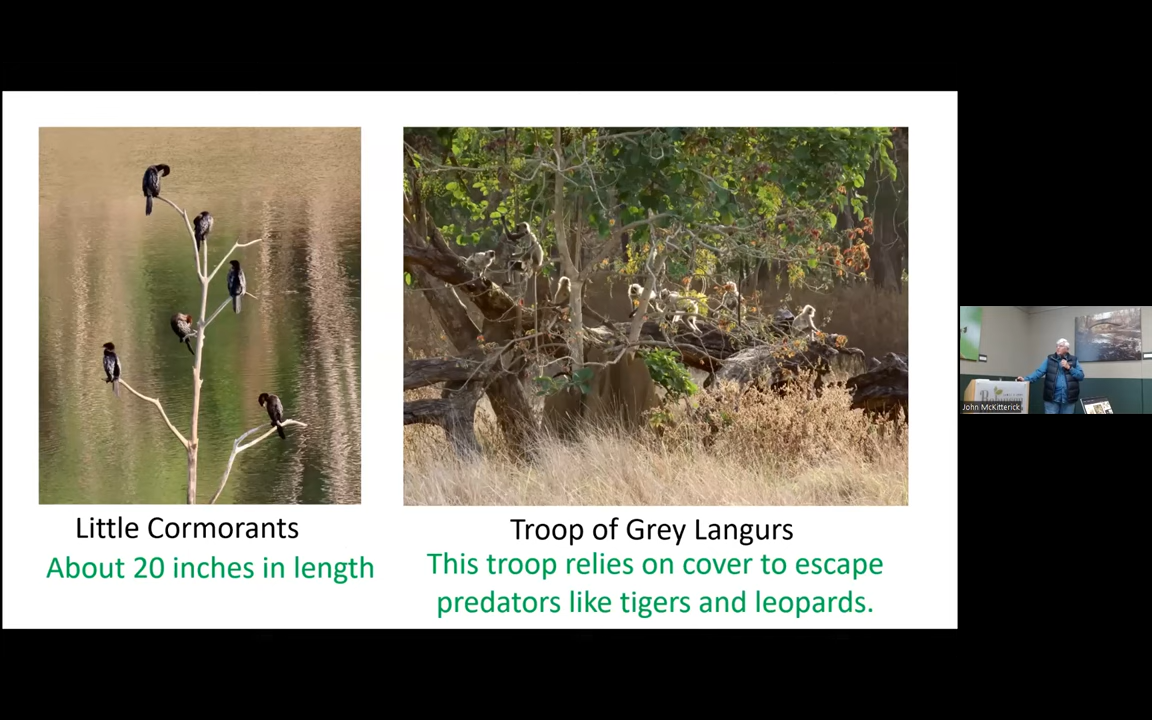 Little Cormorants
About 20 inches in length
Troop of Grey Langurs
This troop relies on cover to escape
predators like tigers and leopards.
John McKitterick